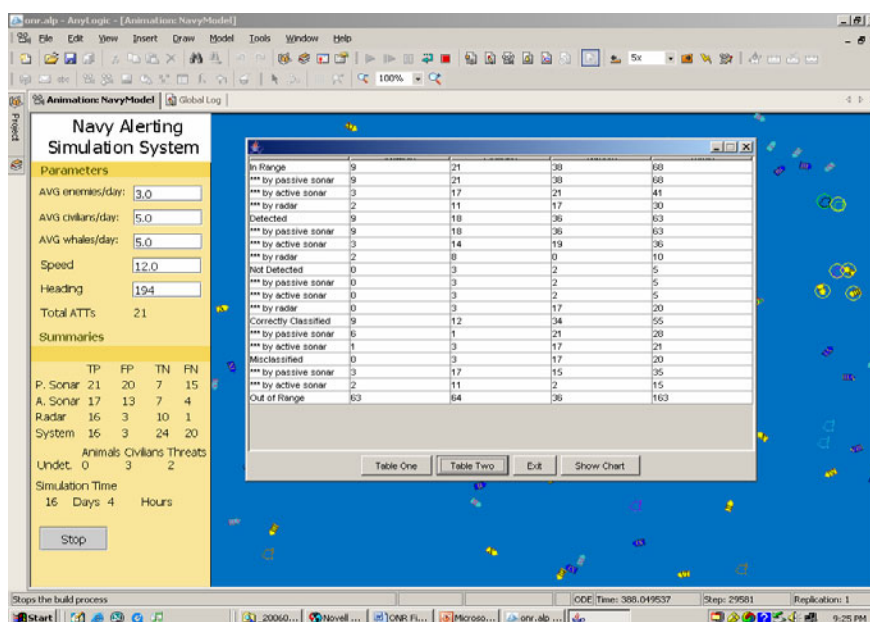 onr.alp - AnyLogic - [Animation: NavyModel]
File Edit View Insert Draw Model Tools Window Help
5x
100%
Animation: NavyModel Global Log
Project
Navy Alerting
Simulation System
Parameters
AVG enemies/day: 3.0
AVG civilians/day: 5.0
AVG whales/day: 5.0
Speed 12.0
Heading 194
Total ATTs 21
Summaries
TP FP TN FN
P. Sonar 21 20 7 15
A. Sonar 17 13 7 4
Radar 16 3 10 1
System 16 3 24 20
Animals Civilians Threats
Undet. 0 3 2
Simulation Time
16 Days 4 Hours
Stop
In Range 9 21 38 68
*** by passive sonar 9 21 38 68
*** by active sonar 3 17 21 41
*** by radar 2 11 17 30
Detected 9 18 36 63
*** by passive sonar 9 18 36 63
*** by active sonar 3 14 19 36
*** by radar 2 8 0 10
Not Detected 0 3 2 5
*** by passive sonar 0 3 2 5
*** by active sonar 0 3 2 5
*** by radar 0 3 17 20
Correctly Classified 9 12 34 55
*** by passive sonar 6 1 21 28
*** by active sonar 1 3 17 21
Misclassified 0 3 17 20
*** by passive sonar 3 17 15 35
*** by active sonar 2 11 2 15
Out of Range 63 64 36 163
Table One Table Two Exit Show Chart
Stops the build process ODE Time: 388.049537 Step: 29581 Replication: 1
Start 20060... Novell ... ONR Fi... Microso... onr.alp ... 9:25 PM